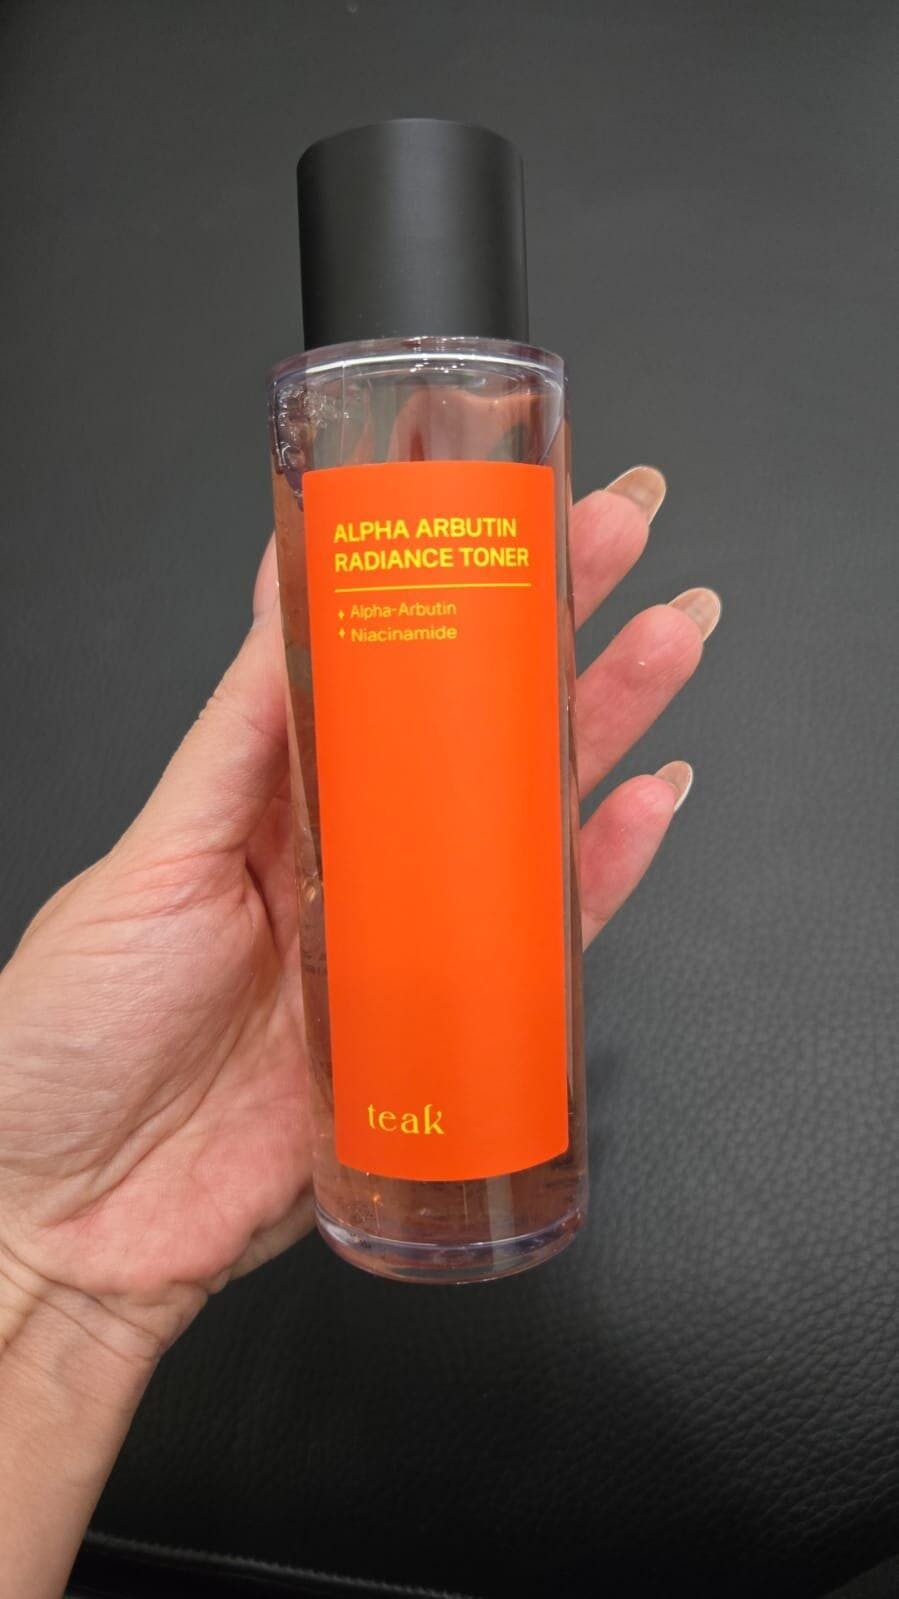 ALPHA ARBUTIN
RADIANCE TONER
+ Alpha-Arbutin
+ Niacinamide
teak